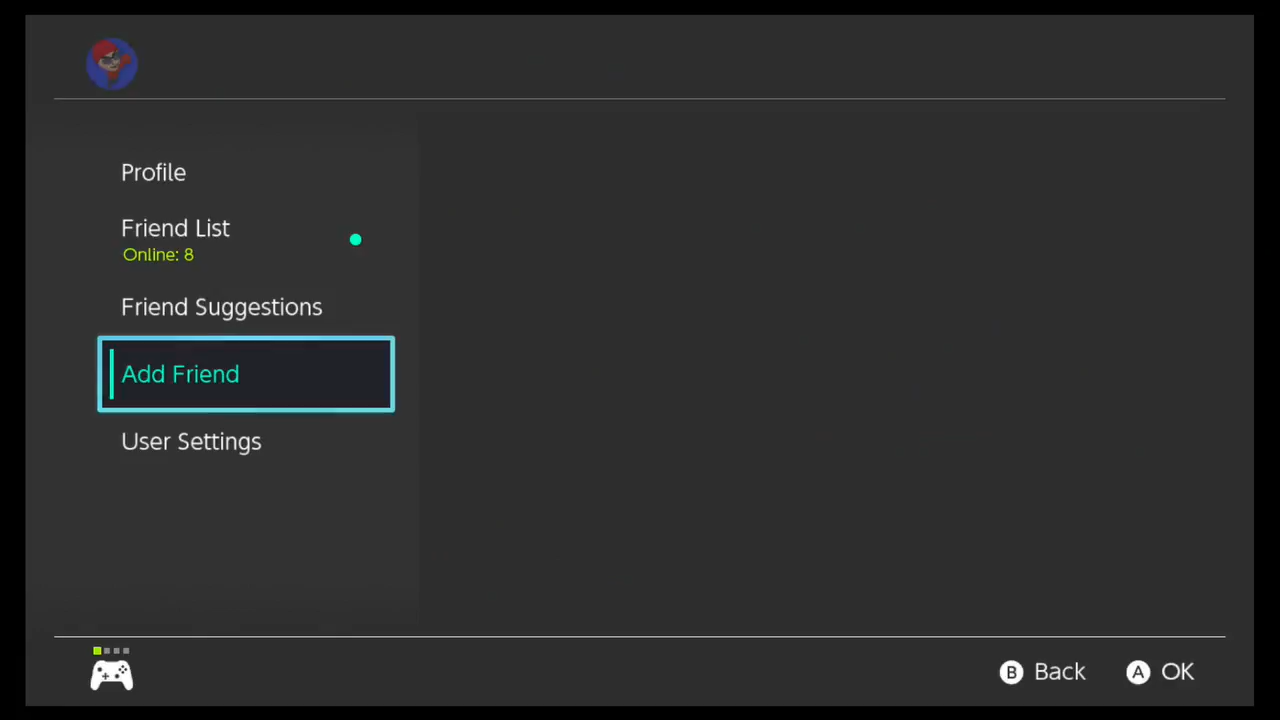 Profile
Friend List
Online: 8
Friend Suggestions
Add Friend
User Settings
B Back A OK